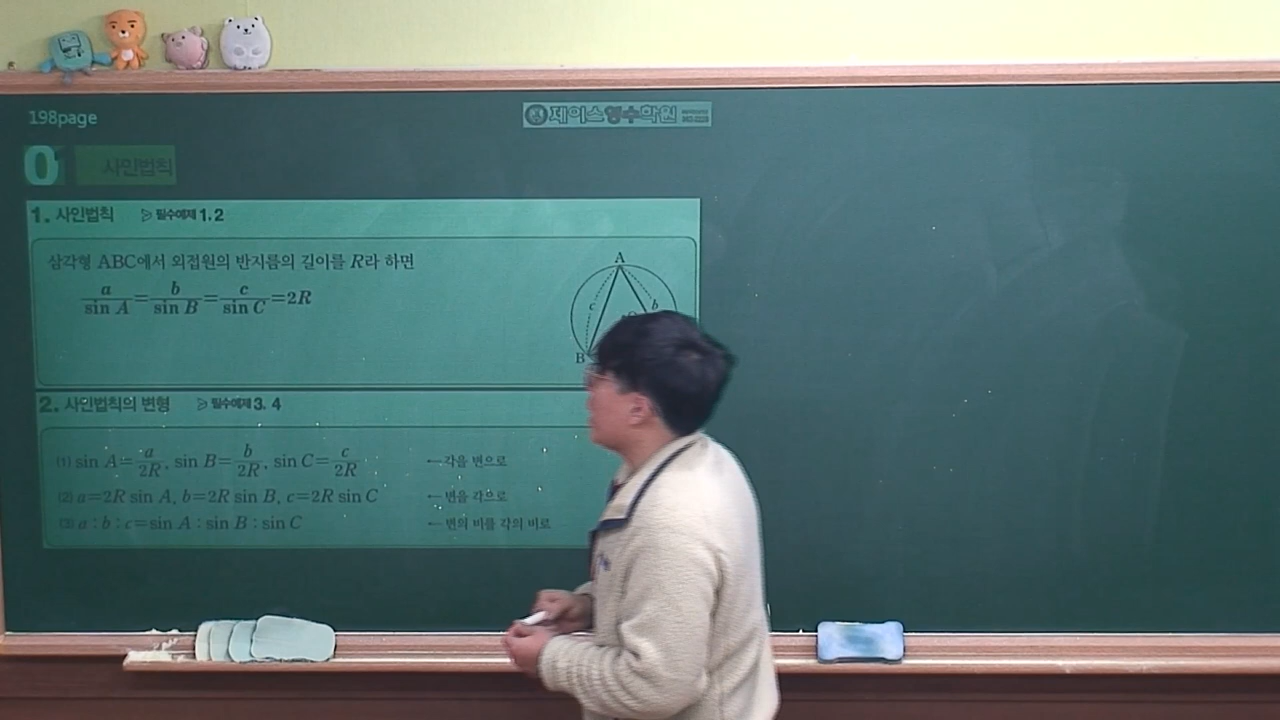 198page
제이스영수학원
0 사인법칙
1. 사인법칙 ▷ 필수예제 1, 2
삼각형 ABC에서 외접원의 반지름의 길이를 R라 하면
a/sin A = b/sin B = c/sin C = 2R
A
c b
B
2. 사인법칙의 변형 ▷ 필수예제 3, 4
(1) sin A = a/2R, sin B = b/2R, sin C = c/2R ←각을 변으로
(2) a=2R sin A, b=2R sin B, c=2R sin C ←변을 각으로
(3) a : b : c = sin A : sin B : sin C ←변의 비를 각의 비로